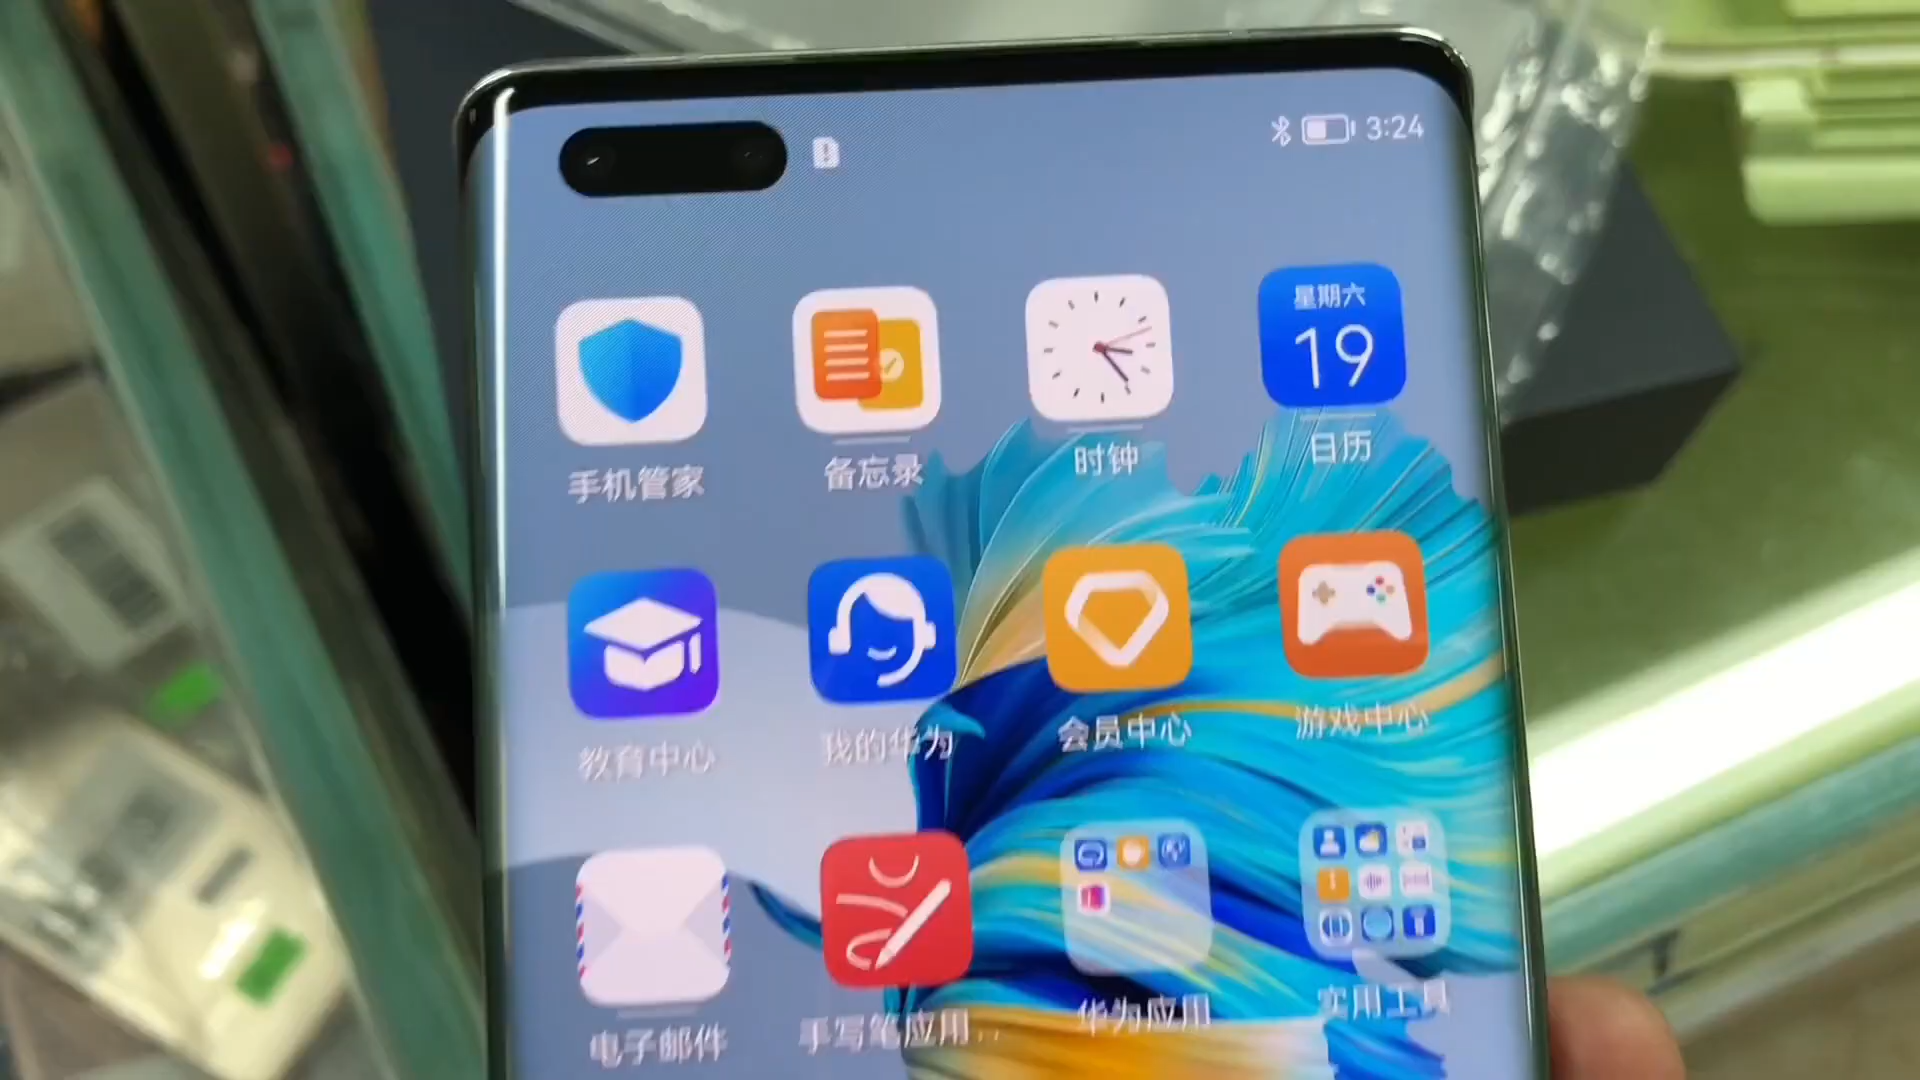 3:24
星期六
19
手机管家
备忘录
时钟
日历
教育中心
我的华为
会员中心
游戏中心
电子邮件
手写笔应用...
华为应用
实用工具